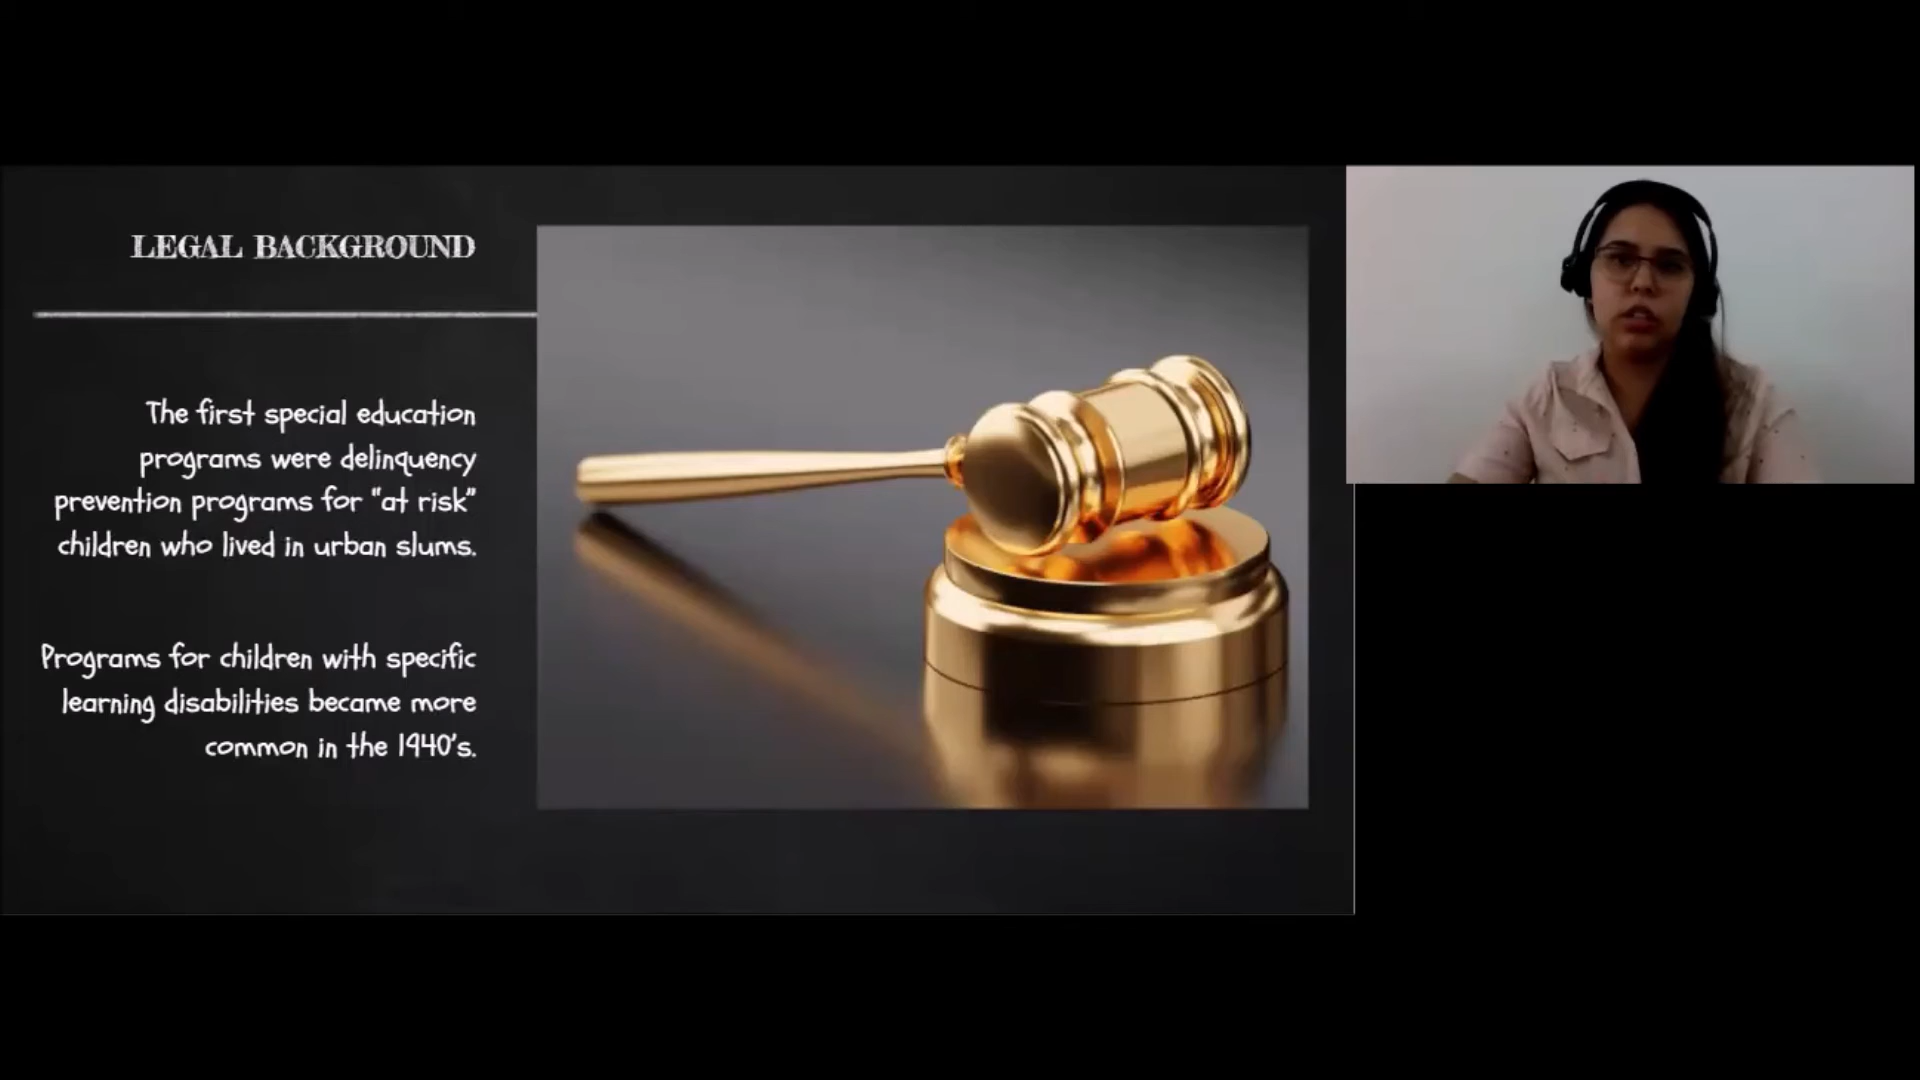 LEGAL BACKGROUND
The first special education
programs were delinquency
prevention programs for "at risk"
children who lived in urban slums.
Programs for children with specific
learning disabilities became more
common in the 1940's.